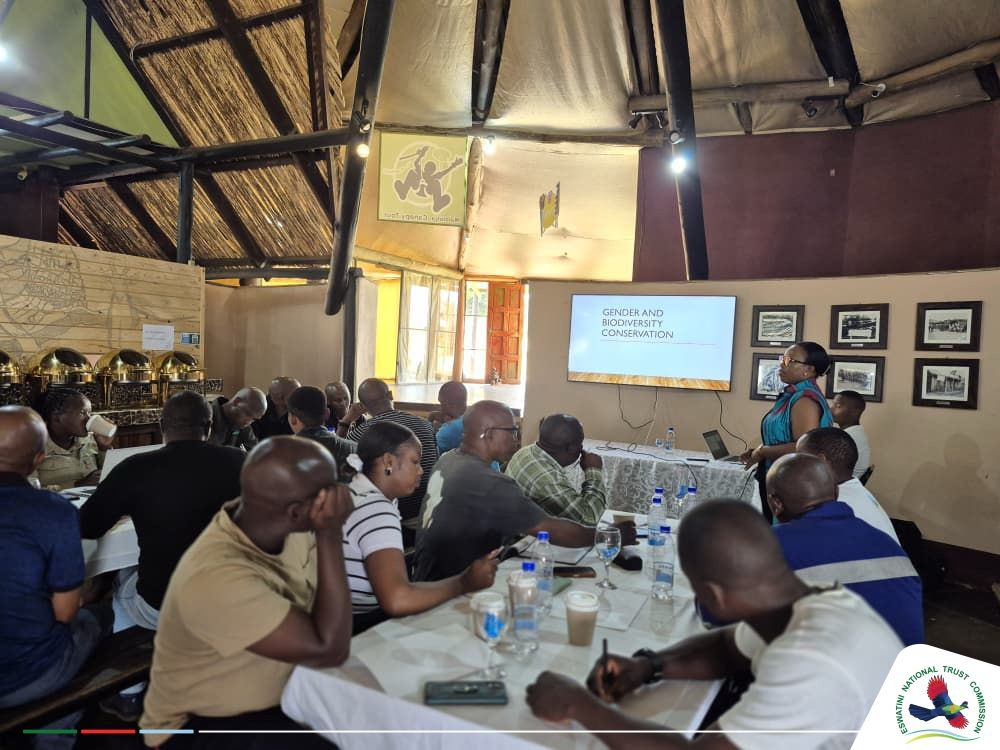 GENDER AND
BIODIVERSITY
CONSERVATION
ESWATINI NATIONAL TRUST COMMISSION